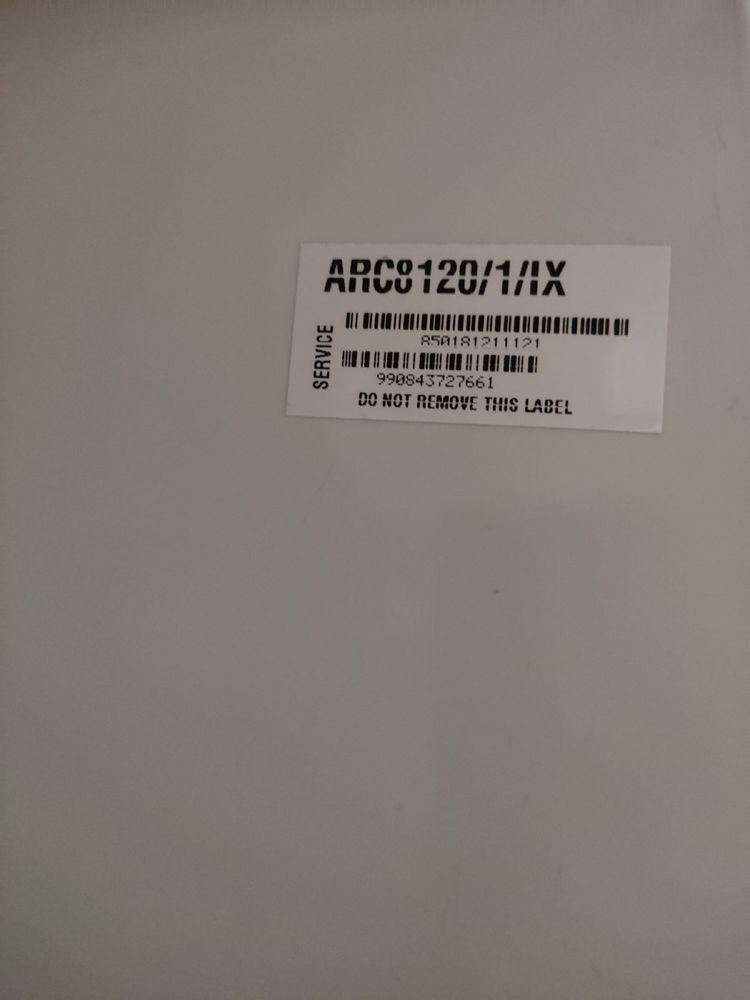 ARC8120/1/IX
SERVICE
850181211121
990843727661
DO NOT REMOVE THIS LABEL